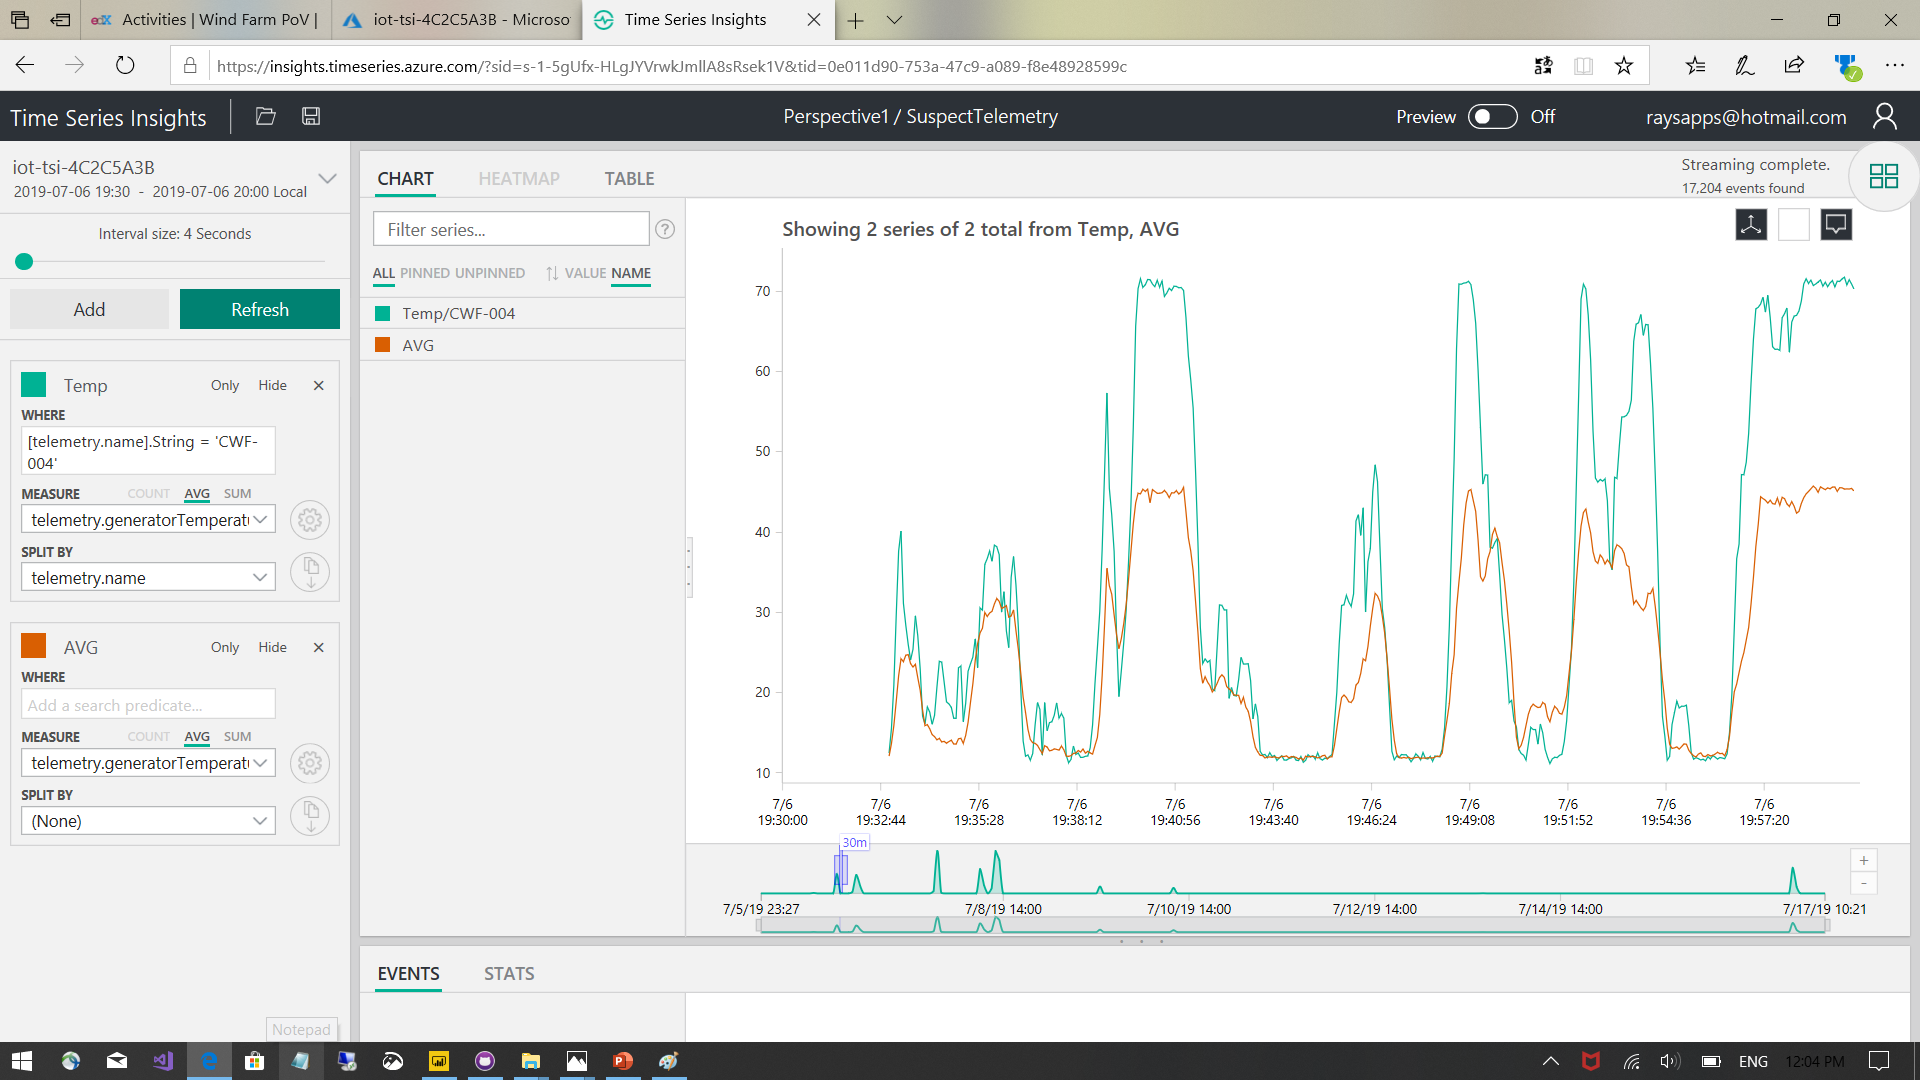 Activities | Wind Farm PoV |
iot-tsi-4C2C5A3B - Microso
Time Series Insights
https://insights.timeseries.azure.com/?sid=s-1-5gUfx-HLgJYVrwkJmllA8sRsek1V&tid=0e011d90-753a-47c9-a089-f8e48928599c
Time Series Insights
Perspective1 / SuspectTelemetry
Preview Off
raysapps@hotmail.com
iot-tsi-4C2C5A3B
2019-07-06 19:30 - 2019-07-06 20:00 Local
Interval size: 4 Seconds
Add Refresh
Temp Only Hide
WHERE
[telemetry.name].String = 'CWF-
004'
MEASURE COUNT AVG SUM
telemetry.generatorTemperatu
SPLIT BY
telemetry.name
AVG Only Hide
WHERE
Add a search predicate...
MEASURE COUNT AVG SUM
telemetry.generatorTemperatu
SPLIT BY
(None)
CHART HEATMAP TABLE
Streaming complete.
17,204 events found
Filter series...
?
ALL PINNED UNPINNED VALUE NAME
Temp/CWF-004
AVG
Showing 2 series of 2 total from Temp, AVG
70
60
50
40
30
20
10
7/6 7/6 7/6 7/6 7/6 7/6 7/6 7/6 7/6 7/6 7/6
19:30:00 19:32:44 19:35:28 19:38:12 19:40:56 19:43:40 19:46:24 19:49:08 19:51:52 19:54:36 19:57:20
30m
+
-
7/5/19 23:27 7/8/19 14:00 7/10/19 14:00 7/12/19 14:00 7/14/19 14:00 7/17/19 10:21
EVENTS STATS
Notepad
ENG 12:04 PM